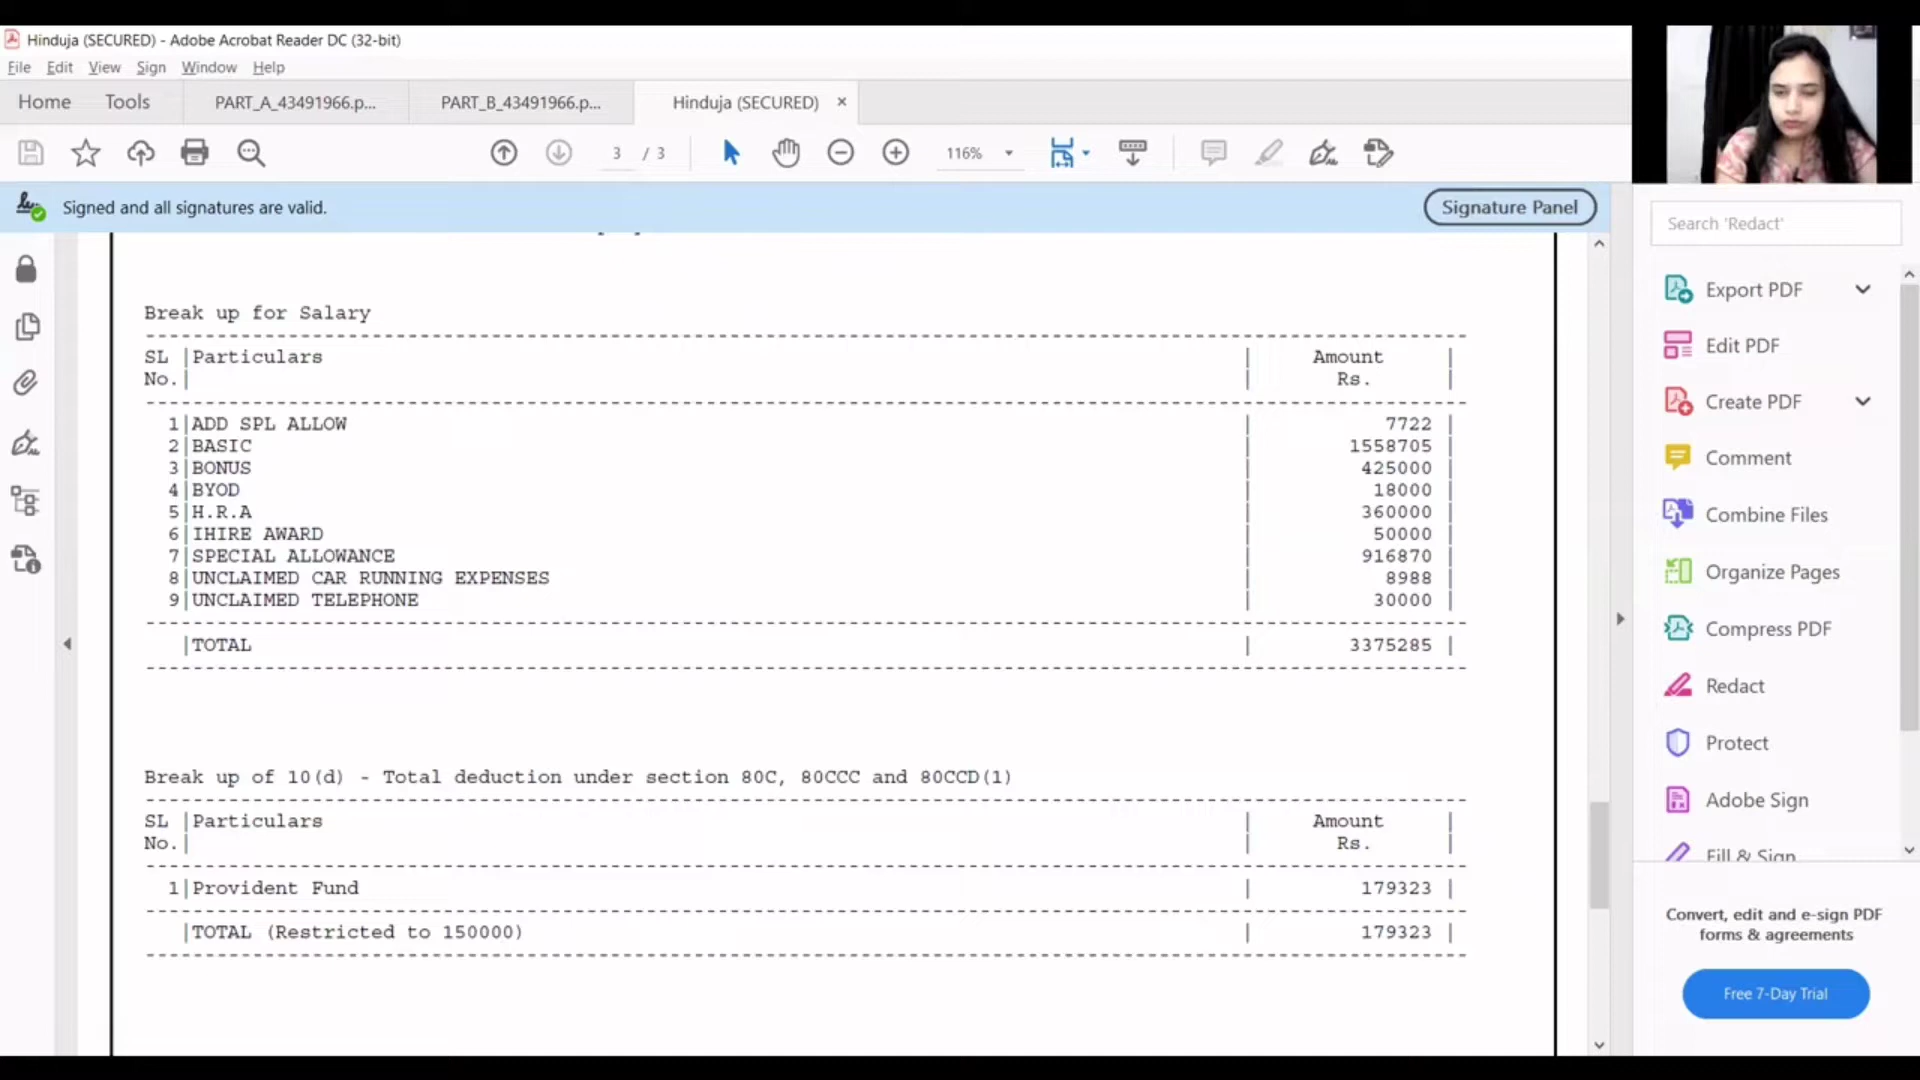 Hinduja (SECURED) - Adobe Acrobat Reader DC (32-bit)
File Edit View Sign Window Help
Home Tools PART_A_43491966.p... PART_B_43491966.p... Hinduja (SECURED) ×
3 / 3 116%
Signed and all signatures are valid. Signature Panel
Break up for Salary
SL |Particulars | Amount |
No.| | Rs. |
1|ADD SPL ALLOW | 7722 |
2|BASIC | 1558705 |
3|BONUS | 425000 |
4|BYOD | 18000 |
5|H.R.A | 360000 |
6|IHIRE AWARD | 50000 |
7|SPECIAL ALLOWANCE | 916870 |
8|UNCLAIMED CAR RUNNING EXPENSES | 8988 |
9|UNCLAIMED TELEPHONE | 30000 |
|TOTAL | 3375285 |
Break up of 10(d) - Total deduction under section 80C, 80CCC and 80CCD(1)
SL |Particulars | Amount |
No.| | Rs. |
1|Provident Fund | 179323 |
|TOTAL (Restricted to 150000) | 179323 |
Search 'Redact'
Export PDF
Edit PDF
Create PDF
Comment
Combine Files
Organize Pages
Compress PDF
Redact
Protect
Adobe Sign
Fill & Sign
Convert, edit and e-sign PDF
forms & agreements
Free 7-Day Trial